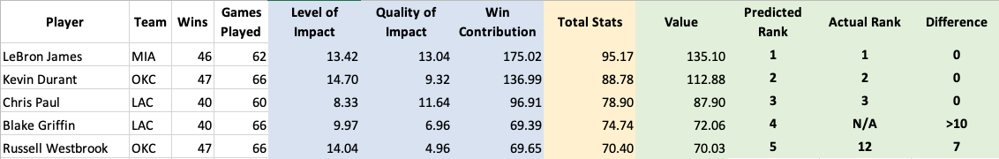 Player Team Wins Games Played Level of Impact Quality of Impact Win Contribution Total Stats Value Predicted Rank Actual Rank Difference
LeBron James MIA 46 62 13.42 13.04 175.02 95.17 135.10 1 1 0
Kevin Durant OKC 47 66 14.70 9.32 136.99 88.78 112.88 2 2 0
Chris Paul LAC 40 60 8.33 11.64 96.91 78.90 87.90 3 3 0
Blake Griffin LAC 40 66 9.97 6.96 69.39 74.74 72.06 4 N/A >10
Russell Westbrook OKC 47 66 14.04 4.96 69.65 70.40 70.03 5 12 7